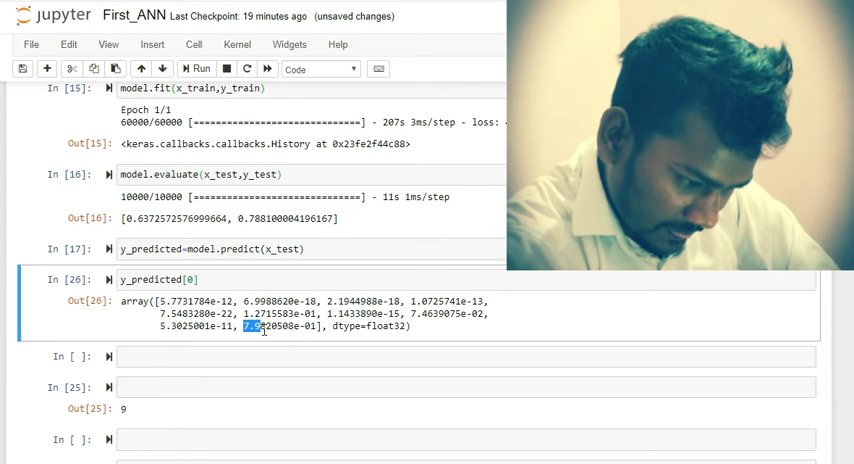 jupyter First_ANN Last Checkpoint: 19 minutes ago (unsaved changes)
File Edit View Insert Cell Kernel Widgets Help
Run Code
In [15]: model.fit(x_train,y_train)
Epoch 1/1
60000/60000 [==============================] - 207s 3ms/step - loss:
Out[15]: <keras.callbacks.callbacks.History at 0x23fe2f44c88>
In [16]: model.evaluate(x_test,y_test)
10000/10000 [==============================] - 11s 1ms/step
Out[16]: [0.6372572576999664, 0.788100004196167]
In [17]: y_predicted=model.predict(x_test)
In [26]: y_predicted[0]
Out[26]: array([5.7731784e-12, 6.9988620e-18, 2.1944988e-18, 1.0725741e-13,
7.5483280e-22, 1.2715583e-01, 1.1433890e-15, 7.4639075e-02,
5.3025001e-11, dtype=float32)
In [ ]:
In [25]:
Out[25]: 9
In [ ]: